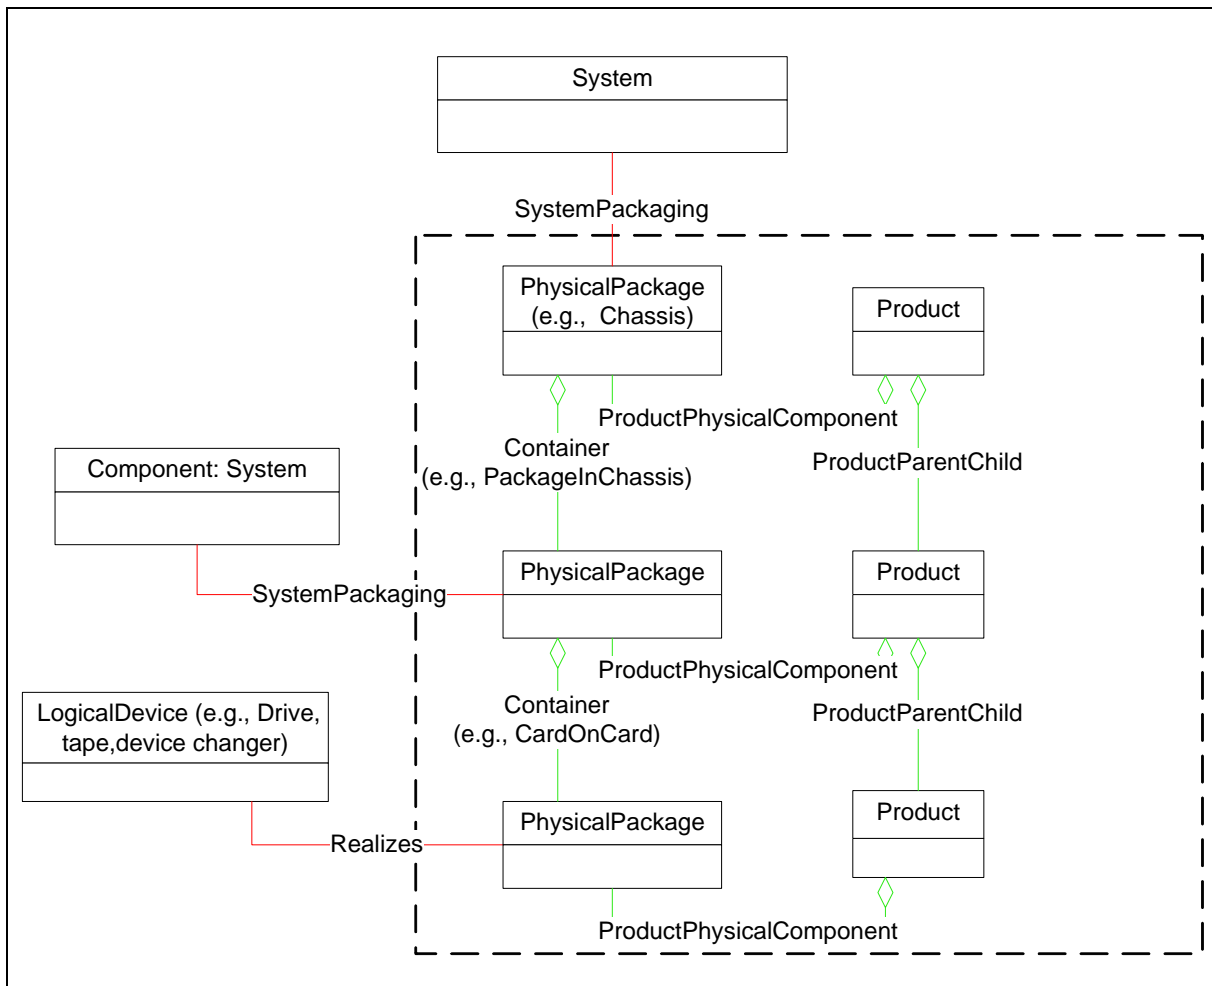 System
SystemPackaging
PhysicalPackage
(e.g.,  Chassis)
Product
ProductPhysicalComponent
Container
(e.g., PackageInChassis)
ProductParentChild
Component: System
PhysicalPackage
Product
SystemPackaging
ProductPhysicalComponent
Container
(e.g., CardOnCard)
ProductParentChild
LogicalDevice (e.g., Drive,
tape,device changer)
PhysicalPackage
Product
Realizes
ProductPhysicalComponent